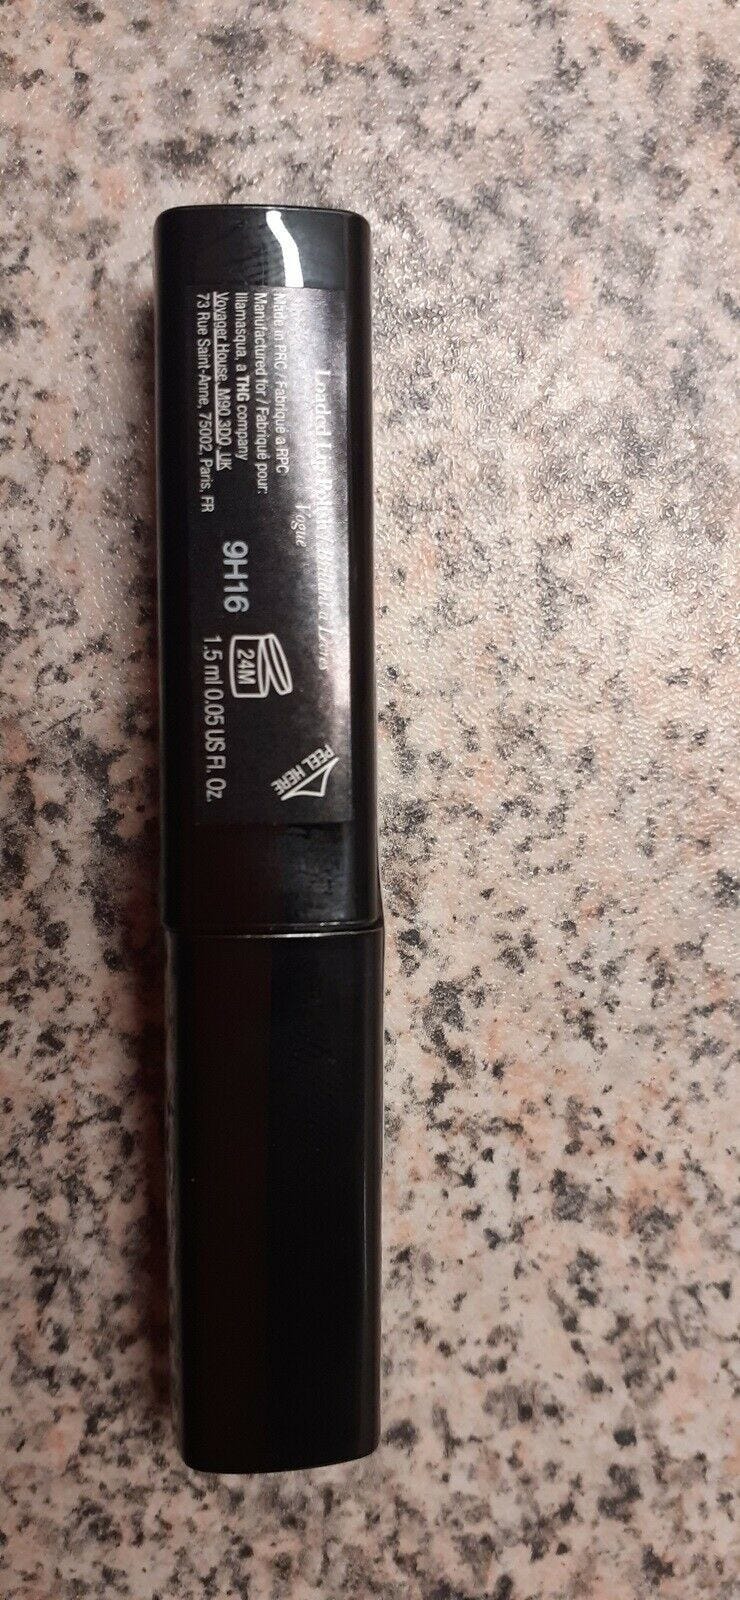 Loaded Lip Polish
Vogue
Made in PRC / Fabriqué a RPC
Manufactured for / Fabriqué pour:
Illamasqua, a THG company
Voyager House, M90 3DQ, UK
73 Rue Saint-Anne, 75002, Paris, FR
9H16
24M
1.5 ml 0.05 US Fl. Oz.
PEEL HERE